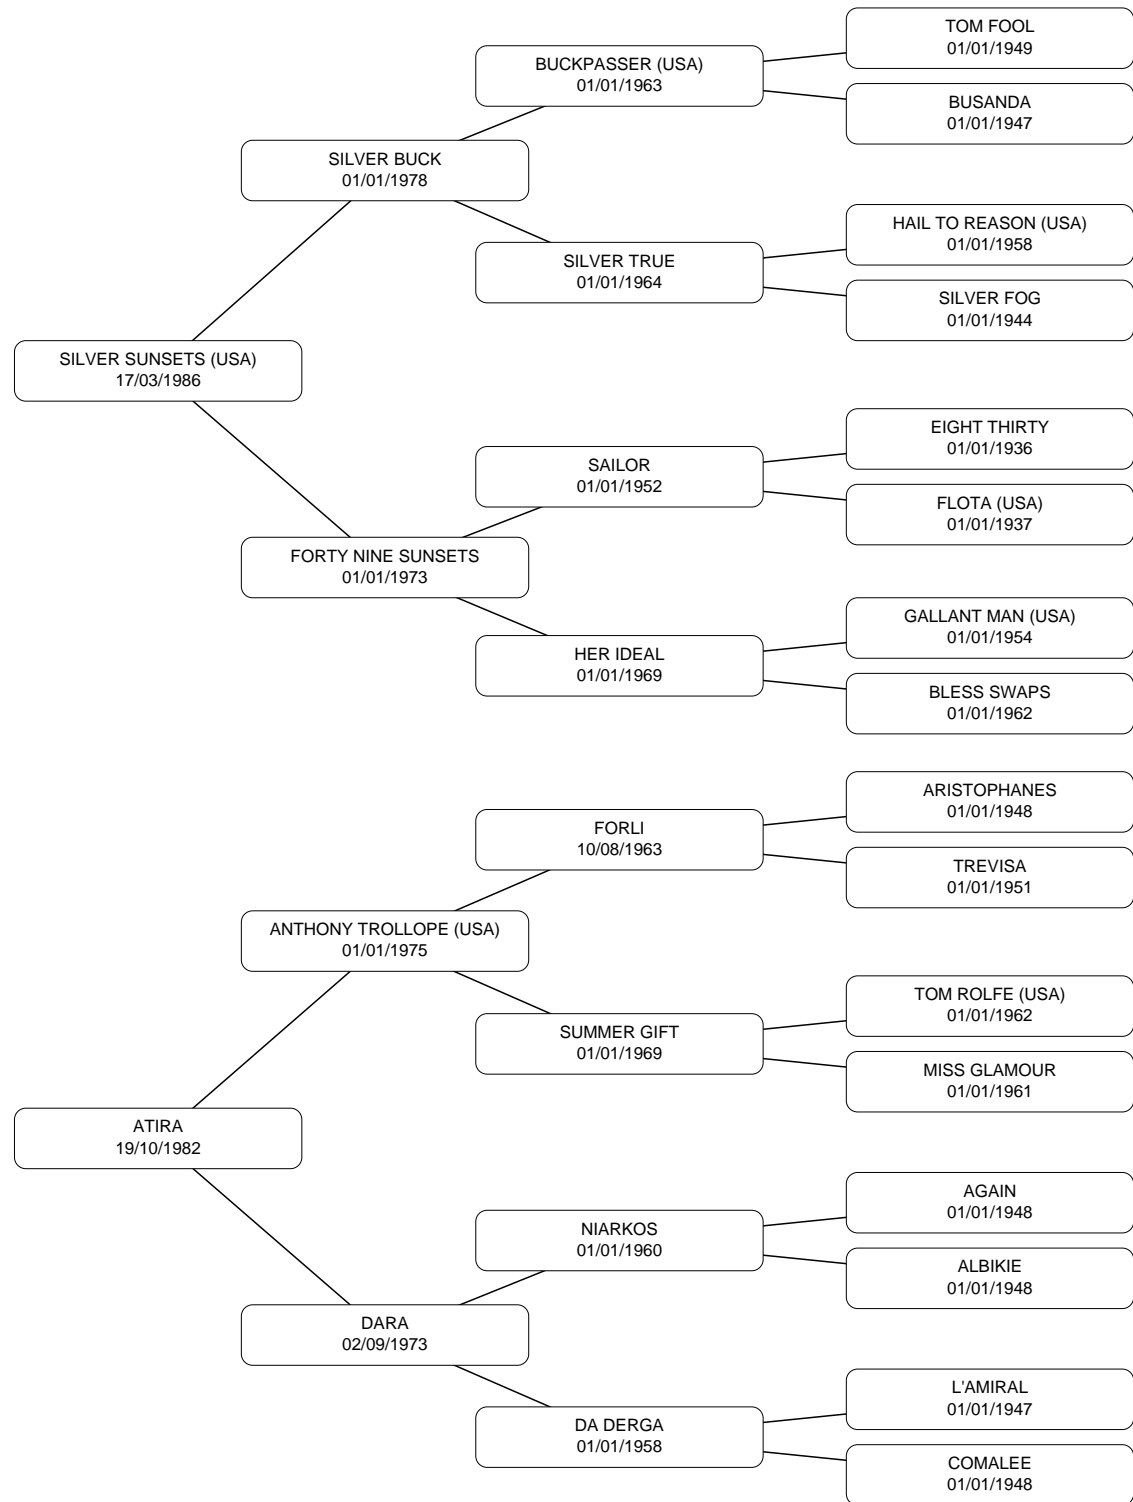 TOM FOOL
01/01/1949
BUCKPASSER (USA)
01/01/1963
BUSANDA
01/01/1947
SILVER BUCK
01/01/1978
HAIL TO REASON (USA)
01/01/1958
SILVER TRUE
01/01/1964
SILVER FOG
01/01/1944
SILVER SUNSETS (USA)
17/03/1986
EIGHT THIRTY
01/01/1936
SAILOR
01/01/1952
FLOTA (USA)
01/01/1937
FORTY NINE SUNSETS
01/01/1973
GALLANT MAN (USA)
01/01/1954
HER IDEAL
01/01/1969
BLESS SWAPS
01/01/1962
ARISTOPHANES
01/01/1948
FORLI
10/08/1963
TREVISA
01/01/1951
ANTHONY TROLLOPE (USA)
01/01/1975
TOM ROLFE (USA)
01/01/1962
SUMMER GIFT
01/01/1969
MISS GLAMOUR
01/01/1961
ATIRA
19/10/1982
AGAIN
01/01/1948
NIARKOS
01/01/1960
ALBIKIE
01/01/1948
DARA
02/09/1973
L'AMIRAL
01/01/1947
DA DERGA
01/01/1958
COMALEE
01/01/1948